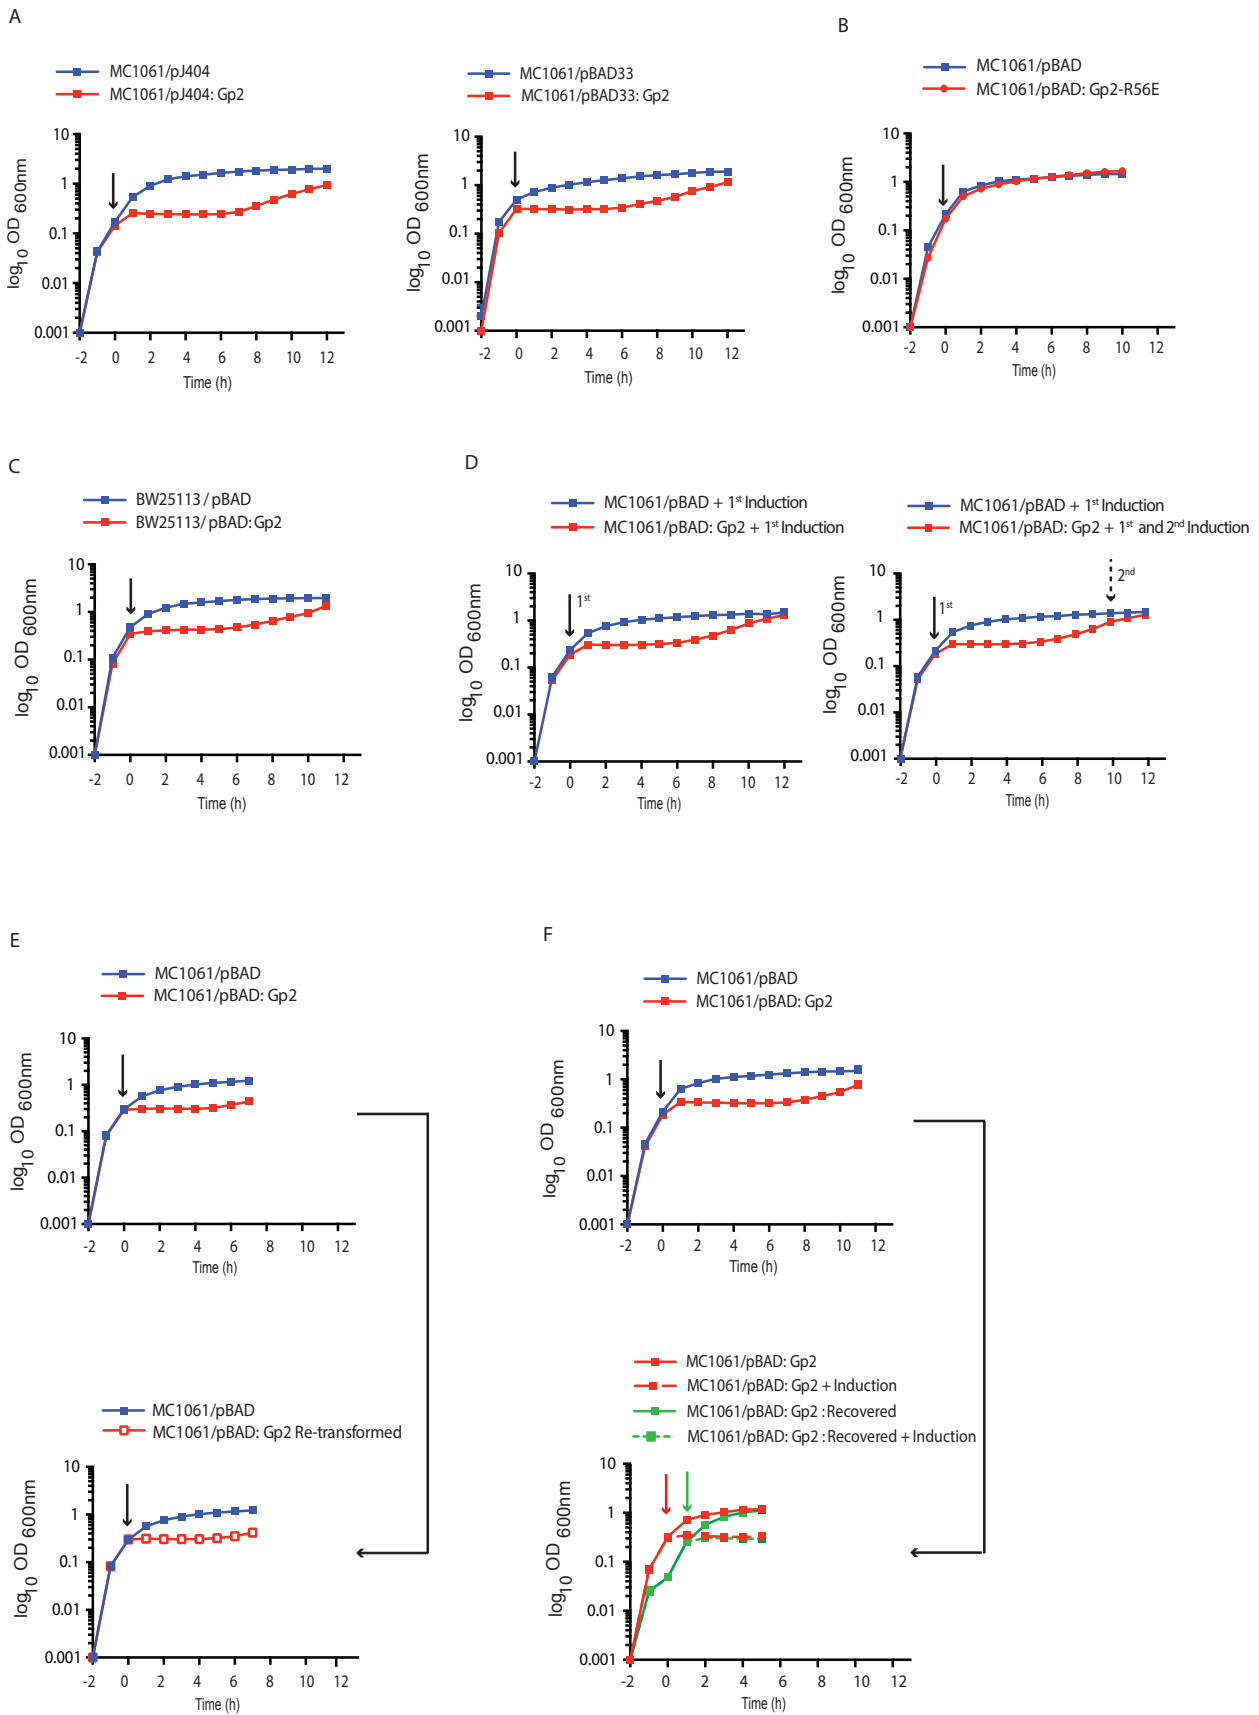 A
MC1061/pJ404
MC1061/pJ404: Gp2
log10 OD 600nm
10
1
0.1
0.01
0.001
-2 0 2 4 6 8 10 12
Time (h)
MC1061/pBAD33
MC1061/pBAD33: Gp2
log10 OD 600nm
10
1
0.1
0.01
0.001
-2 0 2 4 6 8 10 12
Time (h)
B
MC1061/pBAD
MC1061/pBAD: Gp2-R56E
log10 OD 600nm
10
1
0.1
0.01
0.001
-2 0 2 4 6 8 10 12
Time (h)
C
BW25113/ pBAD
BW25113/ pBAD: Gp2
log10 OD 600nm
10
1
0.1
0.01
0.001
-2 0 2 4 6 8 10 12
Time (h)
D
MC1061/pBAD + 1st Induction
MC1061/pBAD: Gp2 + 1st Induction
1st
log10 OD 600nm
10
1
0.1
0.01
0.001
-2 0 2 4 6 8 10 12
Time (h)
MC1061/pBAD + 1st Induction
MC1061/pBAD: Gp2 + 1st and 2nd Induction
1st
2nd
log10 OD 600nm
10
1
0.1
0.01
0.001
-2 0 2 4 6 8 10 12
Time (h)
E
MC1061/pBAD
MC1061/pBAD: Gp2
log10 OD 600nm
10
1
0.1
0.01
0.001
-2 0 2 4 6 8 10 12
Time (h)
MC1061/pBAD
MC1061/pBAD: Gp2 Re-transformed
log10 OD 600nm
10
1
0.1
0.01
0.001
-2 0 2 4 6 8 10 12
Time (h)
F
MC1061/pBAD
MC1061/pBAD: Gp2
log10 OD 600nm
10
1
0.1
0.01
0.001
-2 0 2 4 6 8 10 12
Time (h)
MC1061/pBAD: Gp2
MC1061/pBAD: Gp2 + Induction
MC1061/pBAD: Gp2 : Recovered
MC1061/pBAD: Gp2 : Recovered + Induction
log10 OD 600nm
10
1
0.1
0.01
0.001
-2 0 2 4 6 8 10 12
Time (h)